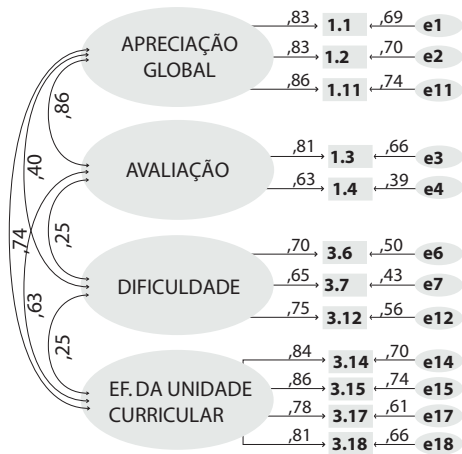 ,83 1.1 ,69 e1
APRECIAÇÃO
GLOBAL
,83 1.2 ,70 e2
,86 1.11 ,74 e11
,86
,40
,74
AVALIAÇÃO
,81 1.3 ,66 e3
,63 1.4 ,39 e4
,25
,63
DIFICULDADE
,70 3.6 ,50 e6
,65 3.7 ,43 e7
,75 3.12 ,56 e12
,25
EF. DA UNIDADE
CURRICULAR
,84 3.14 ,70 e14
,86 3.15 ,74 e15
,78 3.17 ,61 e17
,81 3.18 ,66 e18